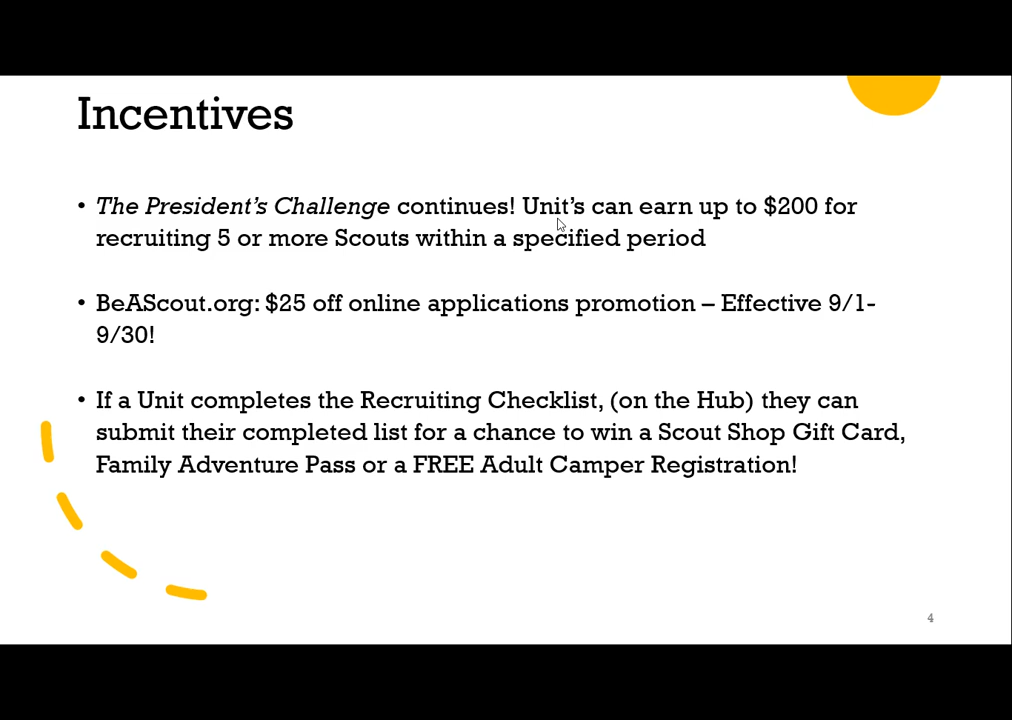 Incentives
• The President's Challenge continues! Unit's can earn up to $200 for
recruiting 5 or more Scouts within a specified period
• BeAScout.org: $25 off online applications promotion – Effective 9/1-
9/30!
• If a Unit completes the Recruiting Checklist, (on the Hub) they can
submit their completed list for a chance to win a Scout Shop Gift Card,
Family Adventure Pass or a FREE Adult Camper Registration!
4